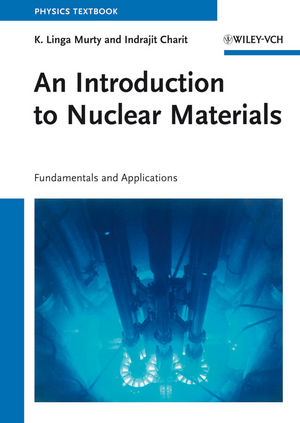 PHYSICS TEXTBOOK
K. Linga Murty and Indrajit Charit
WILEY-VCH
An Introduction
to Nuclear Materials
Fundamentals and Applications